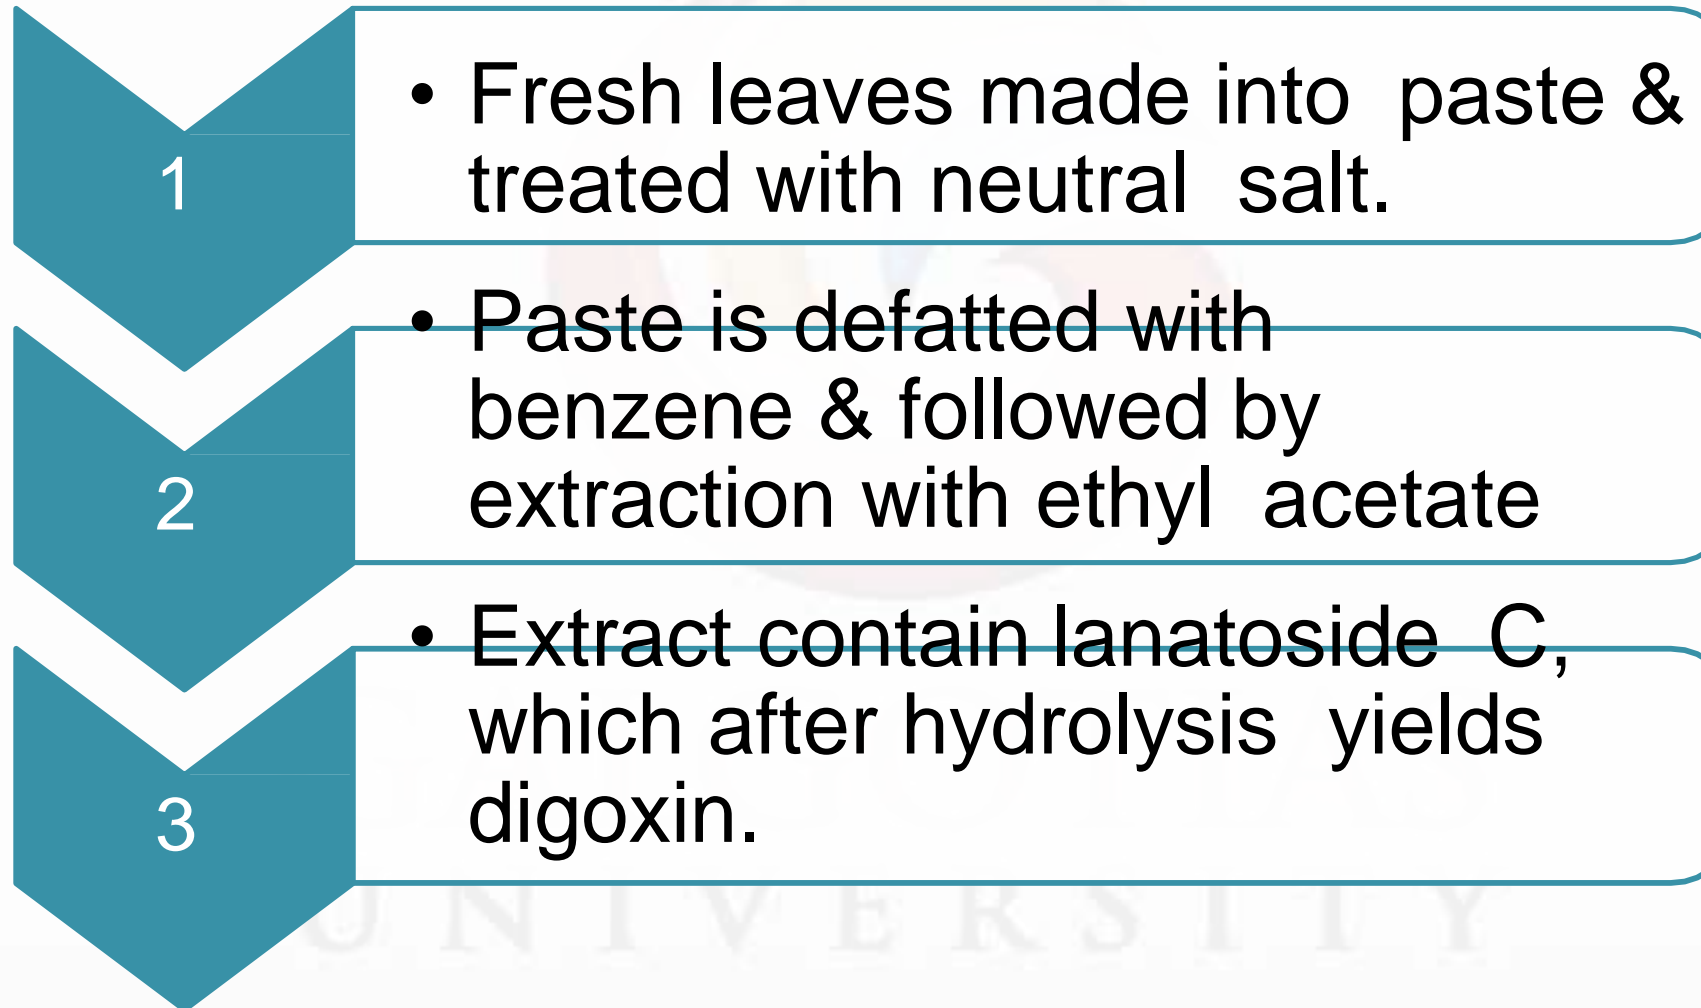 1
• Fresh leaves made into  paste &
treated with neutral  salt.
2
• Paste is defatted with
benzene & followed by
extraction with ethyl  acetate
3
• Extract contain lanatoside  C,
which after hydrolysis  yields
digoxin.
UNIVERSITY